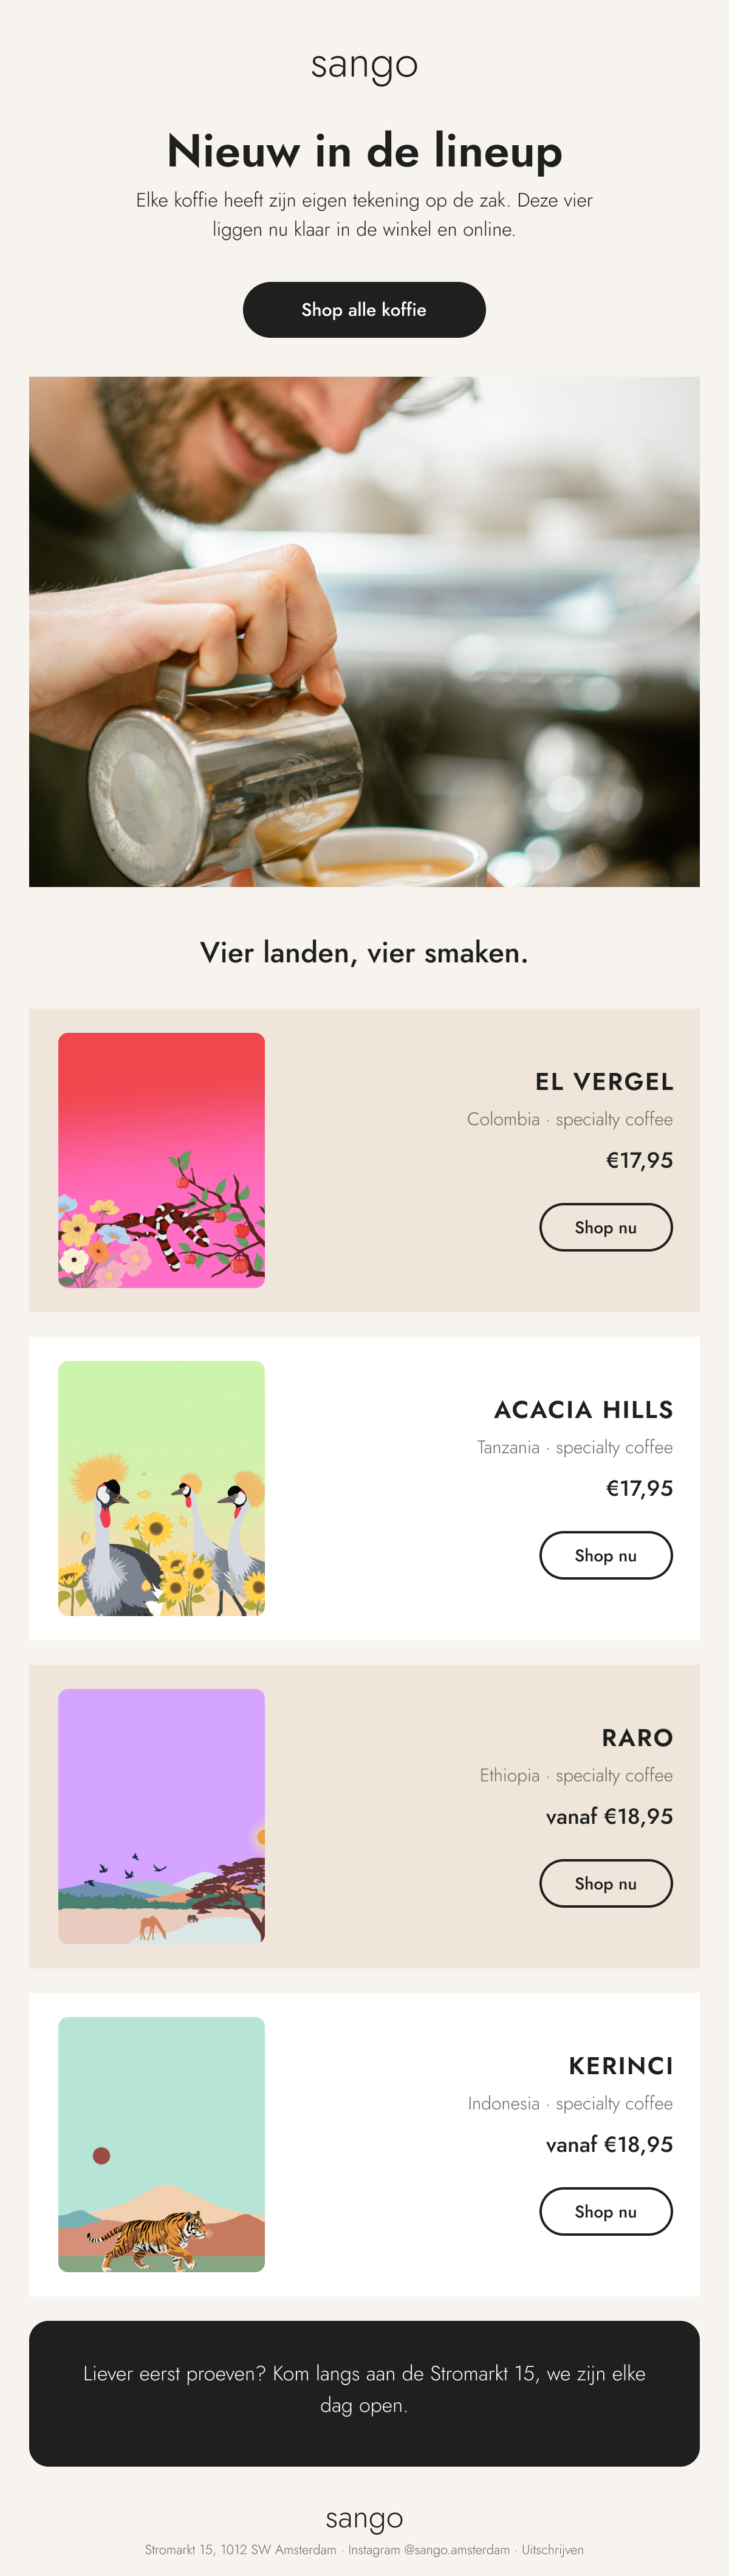 sango
Nieuw in de lineup
Elke koffie heeft zijn eigen tekening op de zak. Deze vier
liggen nu klaar in de winkel en online.
Shop alle koffie
Vier landen, vier smaken.
EL VERGEL
Colombia · specialty coffee
€17,95
Shop nu
ACACIA HILLS
Tanzania · specialty coffee
€17,95
Shop nu
RARO
Ethiopia · specialty coffee
vanaf €18,95
Shop nu
KERINCI
Indonesia · specialty coffee
vanaf €18,95
Shop nu
Liever eerst proeven? Kom langs aan de Stromarkt 15, we zijn elke
dag open.
sango
Stromarkt 15, 1012 SW Amsterdam · Instagram @sango.amsterdam · Uitschrijven